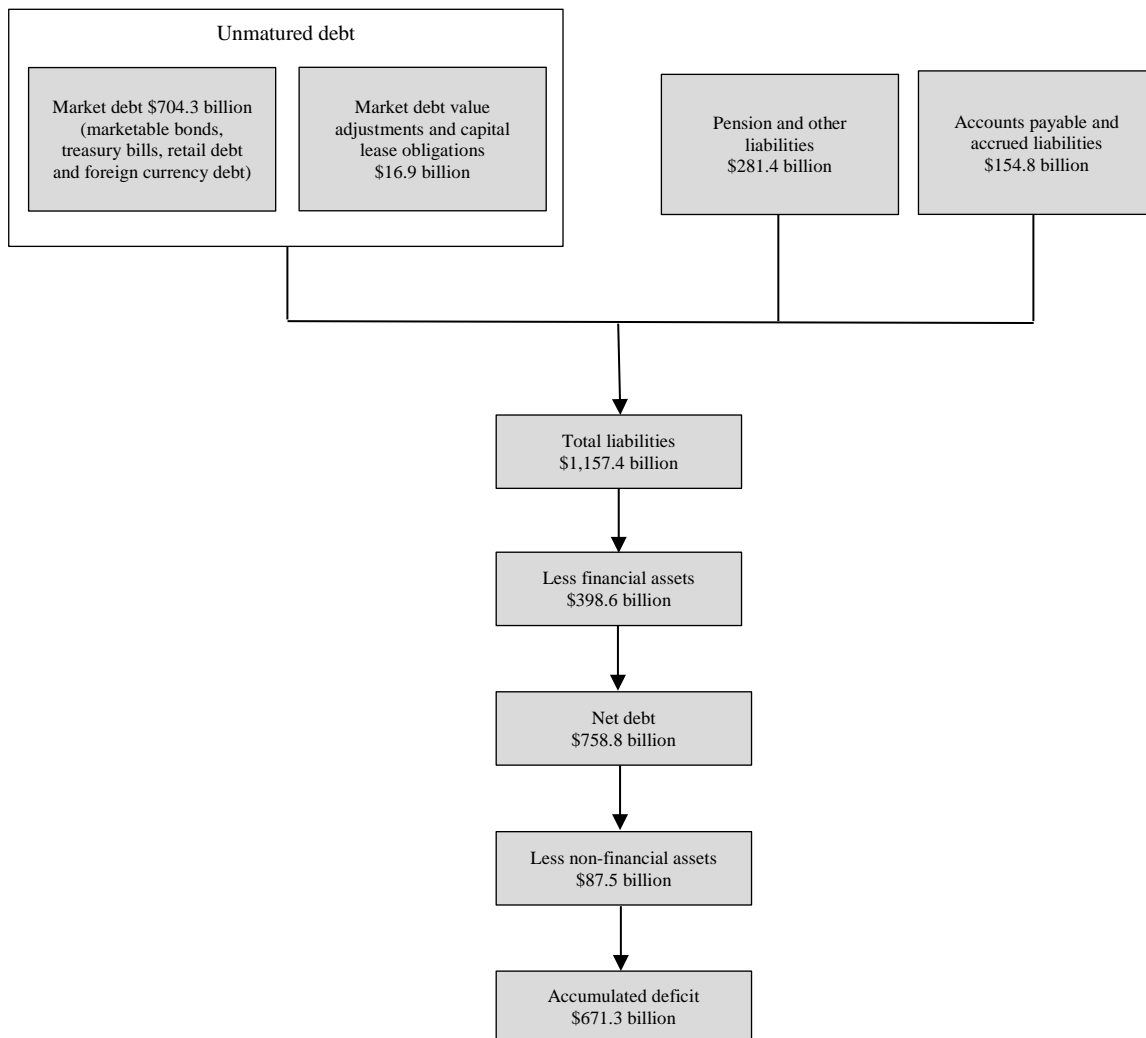 Unmatured debt
Market debt $704.3 billion
(marketable bonds,
treasury bills, retail debt
and foreign currency debt)
Market debt value
adjustments and capital
lease obligations
$16.9 billion
Pension and other
liabilities
$281.4 billion
Accounts payable and
accrued liabilities
$154.8 billion
Total liabilities
$1,157.4 billion
Less financial assets
$398.6 billion
Net debt
$758.8 billion
Less non-financial assets
$87.5 billion
Accumulated deficit
$671.3 billion